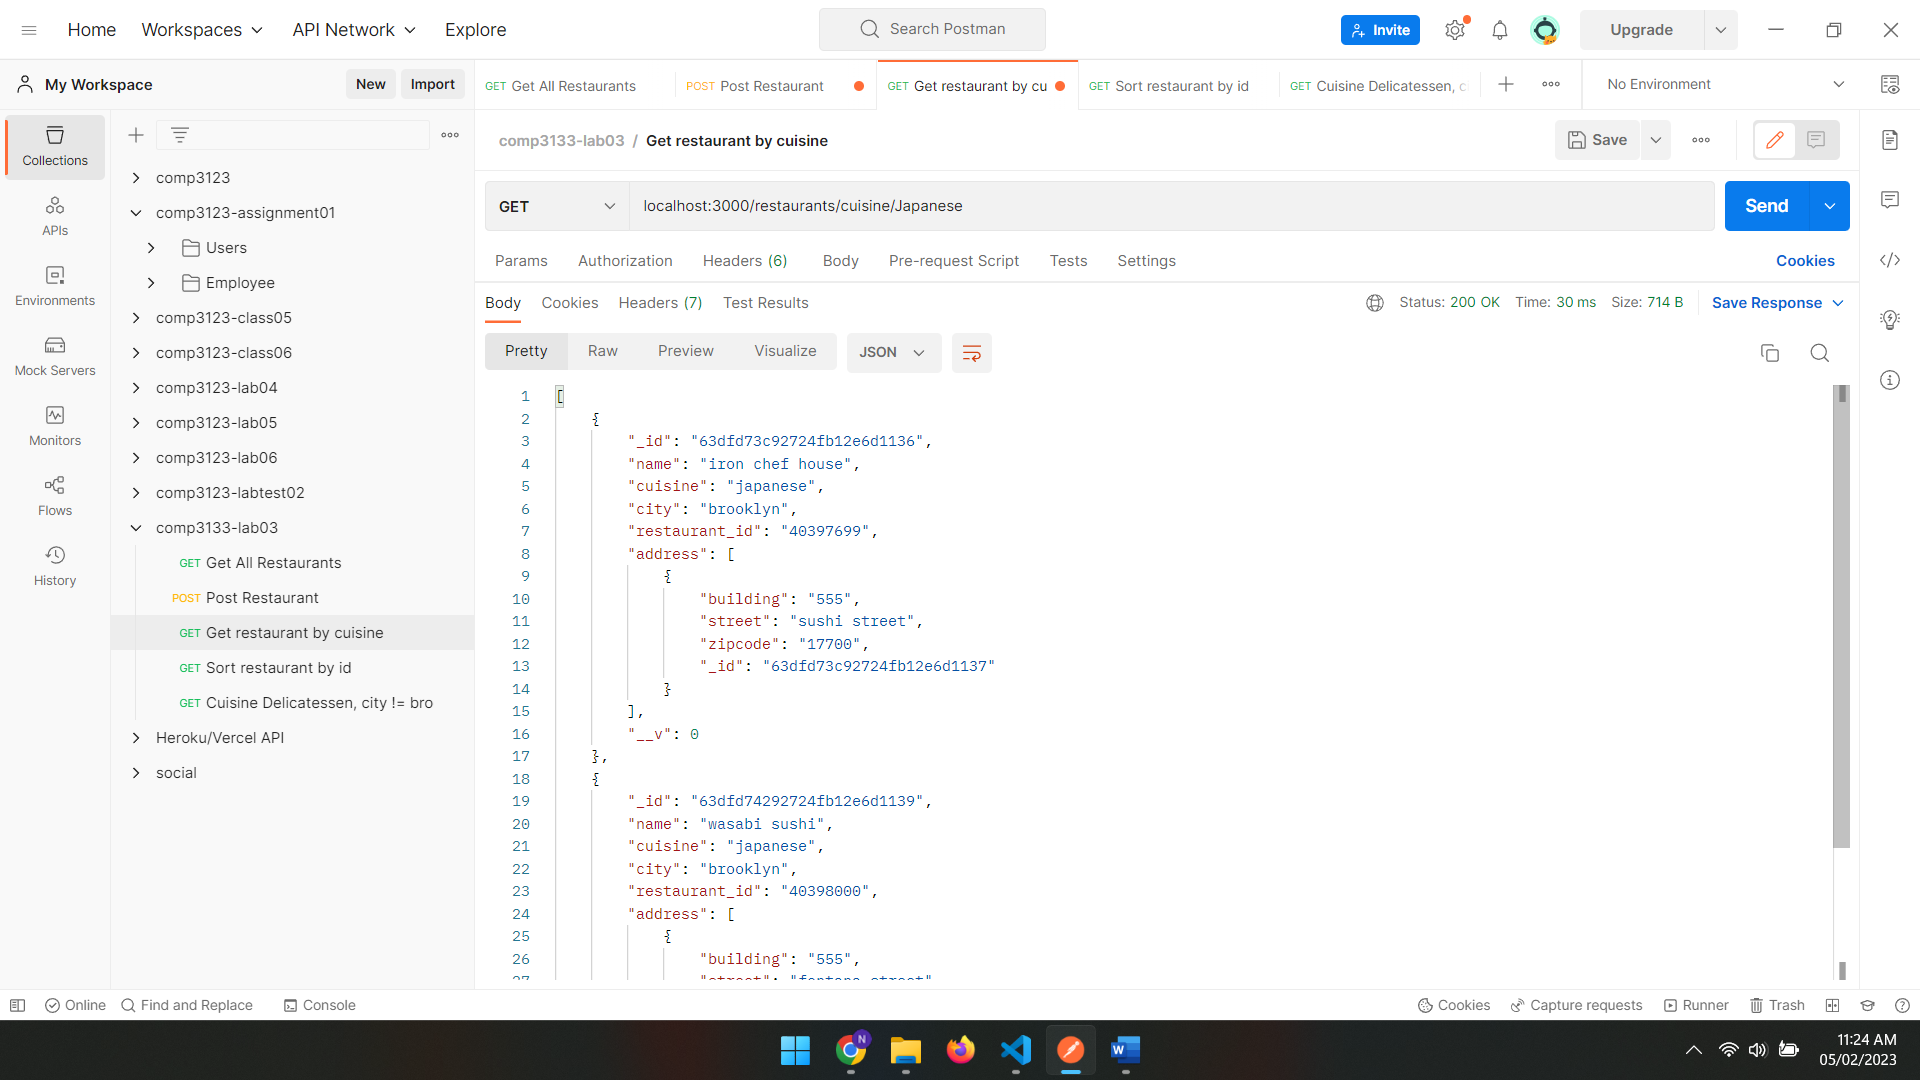 Home Workspaces API Network Explore Search Postman Invite Upgrade
My Workspace New Import
GET Get All Restaurants POST Post Restaurant GET Get restaurant by cu GET Sort restaurant by id GET Cuisine Delicatessen, c No Environment
Collections
APIs
Environments
Mock Servers
Monitors
Flows
History
comp3123
comp3123-assignment01
Users
Employee
comp3123-class05
comp3123-class06
comp3123-lab04
comp3123-lab05
comp3123-lab06
comp3123-labtest02
comp3133-lab03
GET Get All Restaurants
POST Post Restaurant
GET Get restaurant by cuisine
GET Sort restaurant by id
GET Cuisine Delicatessen, city != bro
Heroku/Vercel API
social
comp3133-lab03 / Get restaurant by cuisine Save
GET localhost:3000/restaurants/cuisine/Japanese Send
Params Authorization Headers (6) Body Pre-request Script Tests Settings Cookies
Body Cookies Headers (7) Test Results Status: 200 OK Time: 30 ms Size: 714 B Save Response
Pretty Raw Preview Visualize JSON
1 [
2 {
3 "_id": "63dfd73c92724fb12e6d1136",
4 "name": "iron chef house",
5 "cuisine": "japanese",
6 "city": "brooklyn",
7 "restaurant_id": "40397699",
8 "address": [
9 {
10 "building": "555",
11 "street": "sushi street",
12 "zipcode": "17700",
13 "_id": "63dfd73c92724fb12e6d1137"
14 }
15 ],
16 "__v": 0
17 },
18 {
19 "_id": "63dfd74292724fb12e6d1139",
20 "name": "wasabi sushi",
21 "cuisine": "japanese",
22 "city": "brooklyn",
23 "restaurant_id": "40398000",
24 "address": [
25 {
26 "building": "555",
27 "street": "fontana street"
Online Find and Replace Console Cookies Capture requests Runner Trash
N
W
11:24 AM
05/02/2023